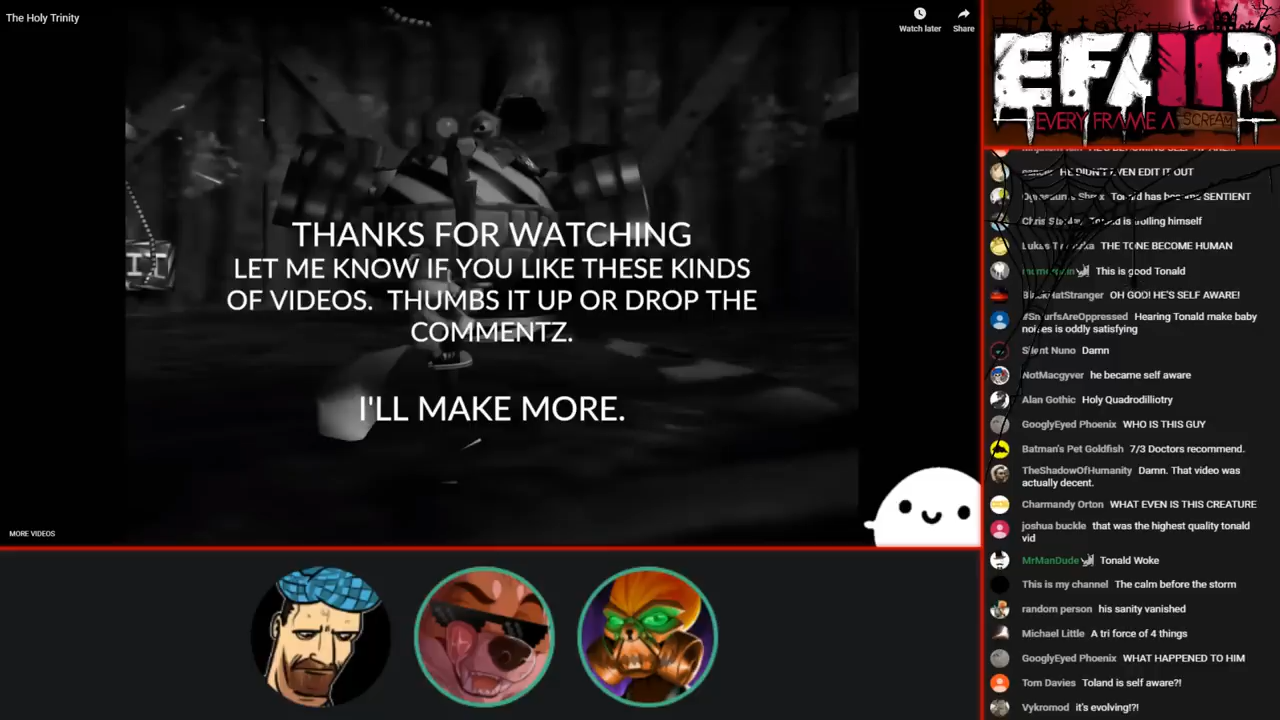 The Holy Trinity
Watch later
Share
THANKS FOR WATCHING
LET ME KNOW IF YOU LIKE THESE KINDS
OF VIDEOS.  THUMBS IT UP OR DROP THE
COMMENTZ.
I'LL MAKE MORE.
MORE VIDEOS
EFAP
EVERY FRAME A SCREAM
HE DIDN'T EVEN EDIT IT OUT
Tonald has become SENTIENT
Tonald is trolling himself
THE TONE BECOME HUMAN
This is good Tonald
BlackHatStranger OH GOD! HE'S SELF AWARE!
#SmurfsAreOppressed Hearing Tonald make baby
noises is oddly satisfying
Silent Nuno Damn
NotMacgyver he became self aware
Alan Gothic Holy Quadrodilliotry
GooglyEyed Phoenix WHO IS THIS GUY
Batman's Pet Goldfish 7/3 Doctors recommend.
TheShadowOfHumanity Damn. That video was
actually decent.
Charmandy Orton WHAT EVEN IS THIS CREATURE
joshua buckle that was the highest quality tonald
vid
MrManDude Tonald Woke
This is my channel The calm before the storm
random person his sanity vanished
Michael Little A tri force of 4 things
GooglyEyed Phoenix WHAT HAPPENED TO HIM
Tom Davies Toland is self aware?!
Vykromod it's evolving!?!